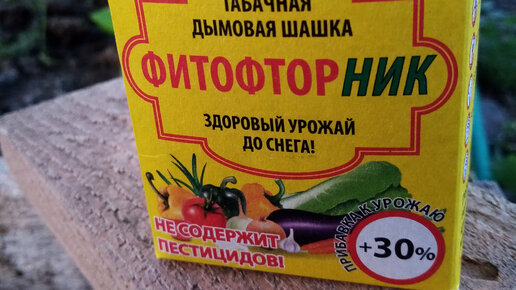 ТАБАЧНАЯ
ДЫМОВАЯ ШАШКА
ФИТОФТОРНИК
ЗДОРОВЫЙ УРОЖАЙ
ДО СНЕГА!
НЕ СОДЕРЖИТ
ПЕСТИЦИДОВ!
ПРИБАВКА К УРОЖАЮ
+30%